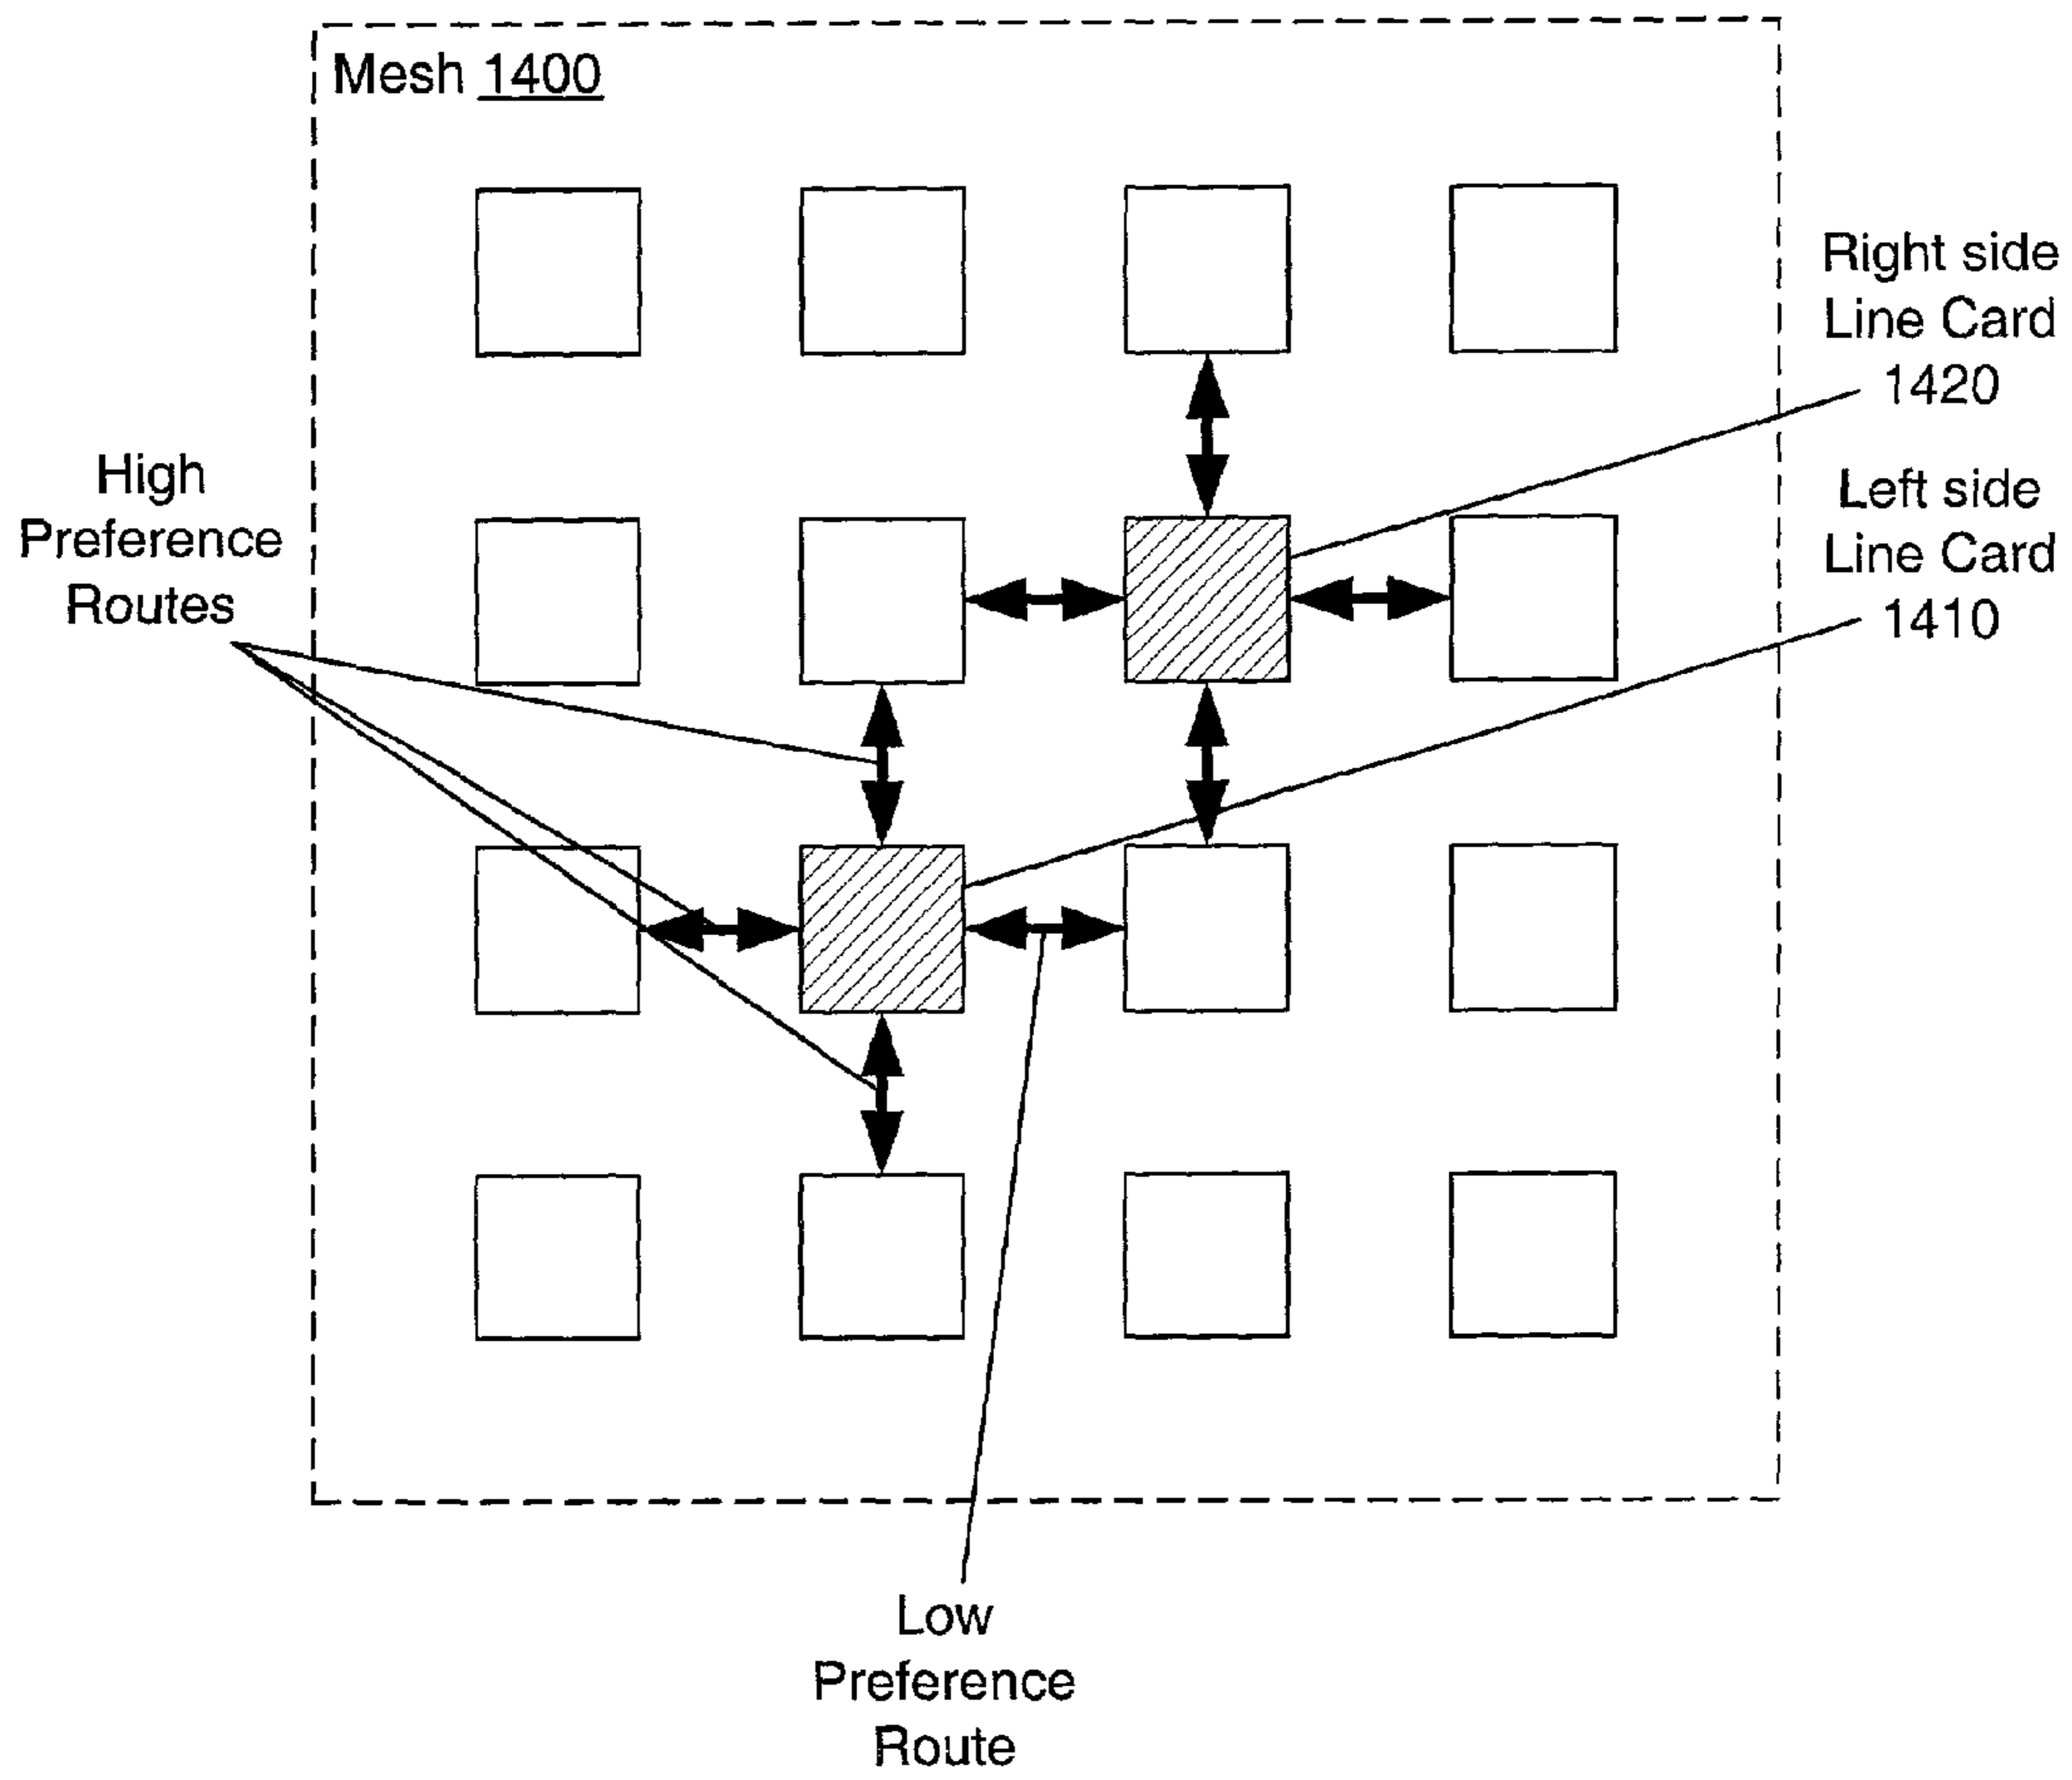 Mesh 1400
Right side
Line Card
1420
High
Preference
Routes
Left side
Line Card
1410
Low
Preference
Route